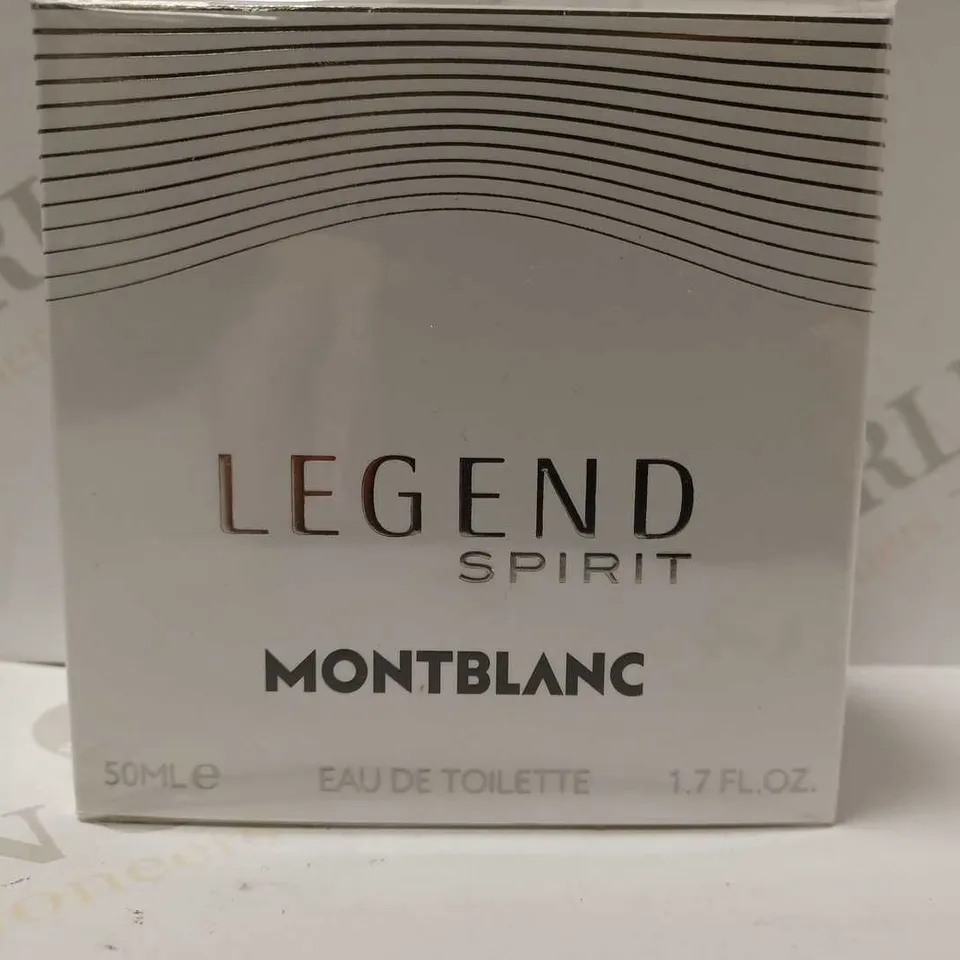 LEGEND
SPIRIT
MONTBLANC
50ML e EAU DE TOILETTE 1.7 FL.OZ.